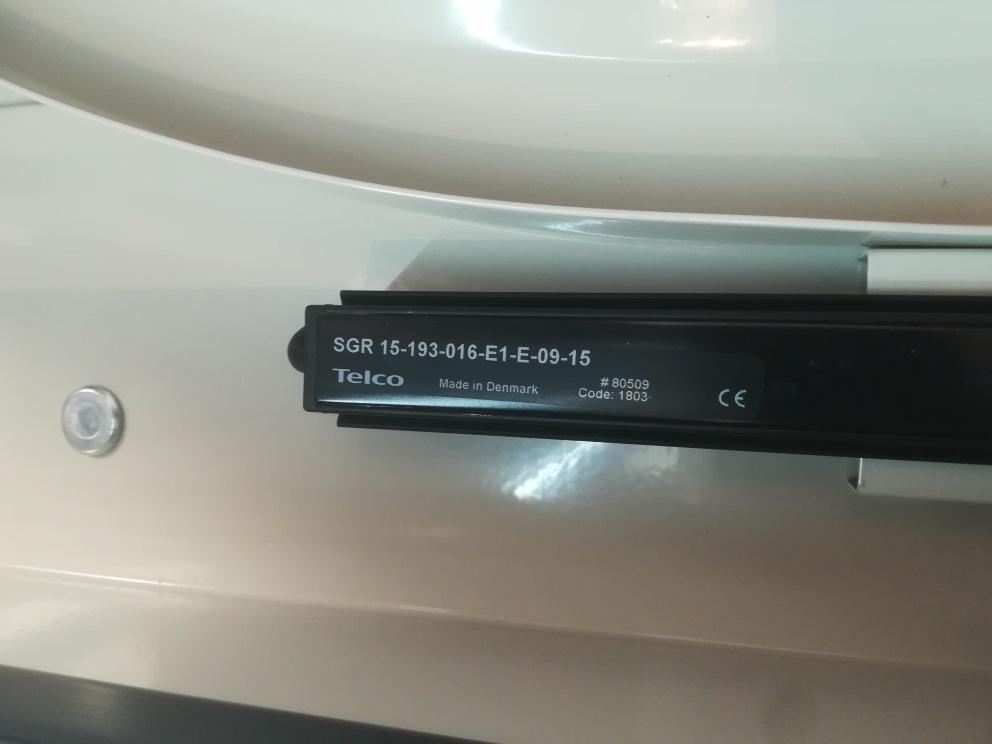 SGR 15-193-016-E1-E-09-15
Telco Made in Denmark # 80509
Code: 1803
CE